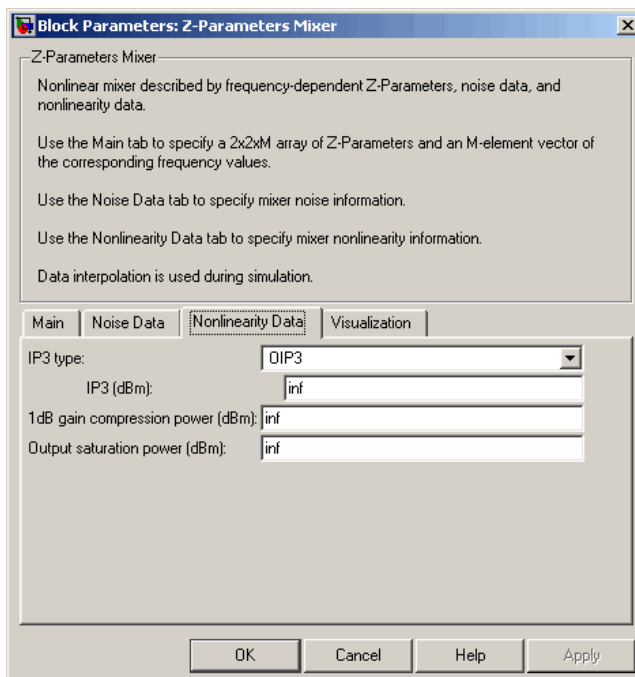 Block Parameters: Z-Parameters Mixer
Z-Parameters Mixer
Nonlinear mixer described by frequency-dependent Z-Parameters, noise data, and
nonlinearity data.
Use the Main tab to specify a 2x2xM array of Z-Parameters and an M-element vector of
the corresponding frequency values.
Use the Noise Data tab to specify mixer noise information.
Use the Nonlinearity Data tab to specify mixer nonlinearity information.
Data interpolation is used during simulation.
Main Noise Data Nonlinearity Data Visualization
IP3 type: OIP3
IP3 (dBm): inf
1dB gain compression power (dBm): inf
Output saturation power (dBm): inf
OK Cancel Help Apply